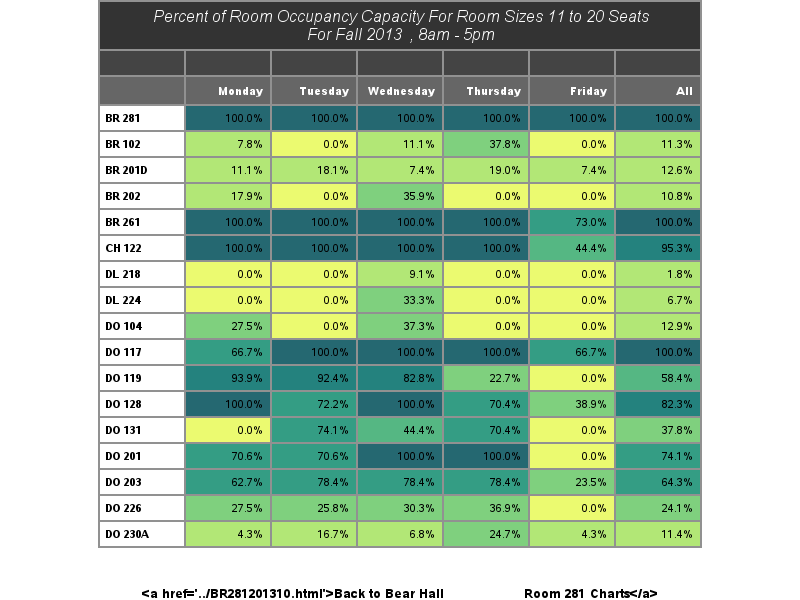 Percent of Room Occupancy Capacity For Room Sizes 11 to 20 Seats
For Fall 2013 , 8am - 5pm
Monday Tuesday Wednesday Thursday Friday All
BR 281 100.0% 100.0% 100.0% 100.0% 100.0% 100.0%
BR 102 7.8% 0.0% 11.1% 37.8% 0.0% 11.3%
BR 201D 11.1% 18.1% 7.4% 19.0% 7.4% 12.6%
BR 202 17.9% 0.0% 35.9% 0.0% 0.0% 10.8%
BR 261 100.0% 100.0% 100.0% 100.0% 73.0% 100.0%
CH 122 100.0% 100.0% 100.0% 100.0% 44.4% 95.3%
DL 218 0.0% 0.0% 9.1% 0.0% 0.0% 1.8%
DL 224 0.0% 0.0% 33.3% 0.0% 0.0% 6.7%
DO 104 27.5% 0.0% 37.3% 0.0% 0.0% 12.9%
DO 117 66.7% 100.0% 100.0% 100.0% 66.7% 100.0%
DO 119 93.9% 92.4% 82.8% 22.7% 0.0% 58.4%
DO 128 100.0% 72.2% 100.0% 70.4% 38.9% 82.3%
DO 131 0.0% 74.1% 44.4% 70.4% 0.0% 37.8%
DO 201 70.6% 70.6% 100.0% 100.0% 0.0% 74.1%
DO 203 62.7% 78.4% 78.4% 78.4% 23.5% 64.3%
DO 226 27.5% 25.8% 30.3% 36.9% 0.0% 24.1%
DO 230A 4.3% 16.7% 6.8% 24.7% 4.3% 11.4%
<a href='../BR281201310.html'>Back to Bear Hall Room 281 Charts</a>